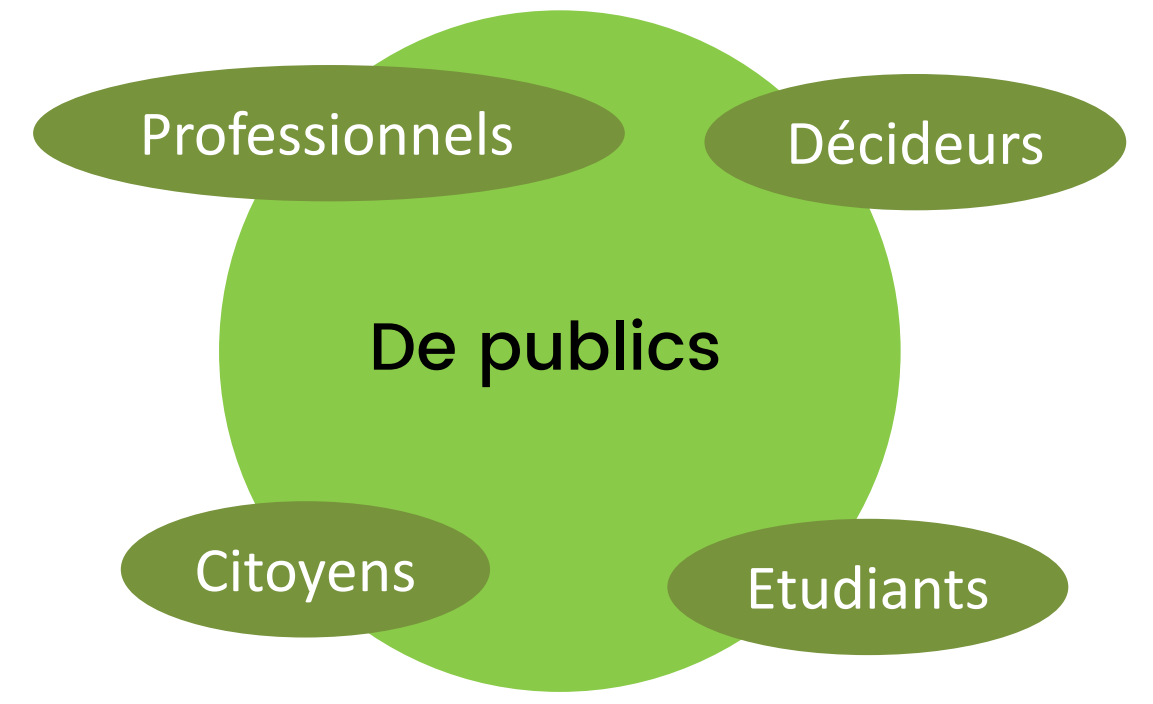 Professionnels
Décideurs
De publics
Citoyens
Etudiants